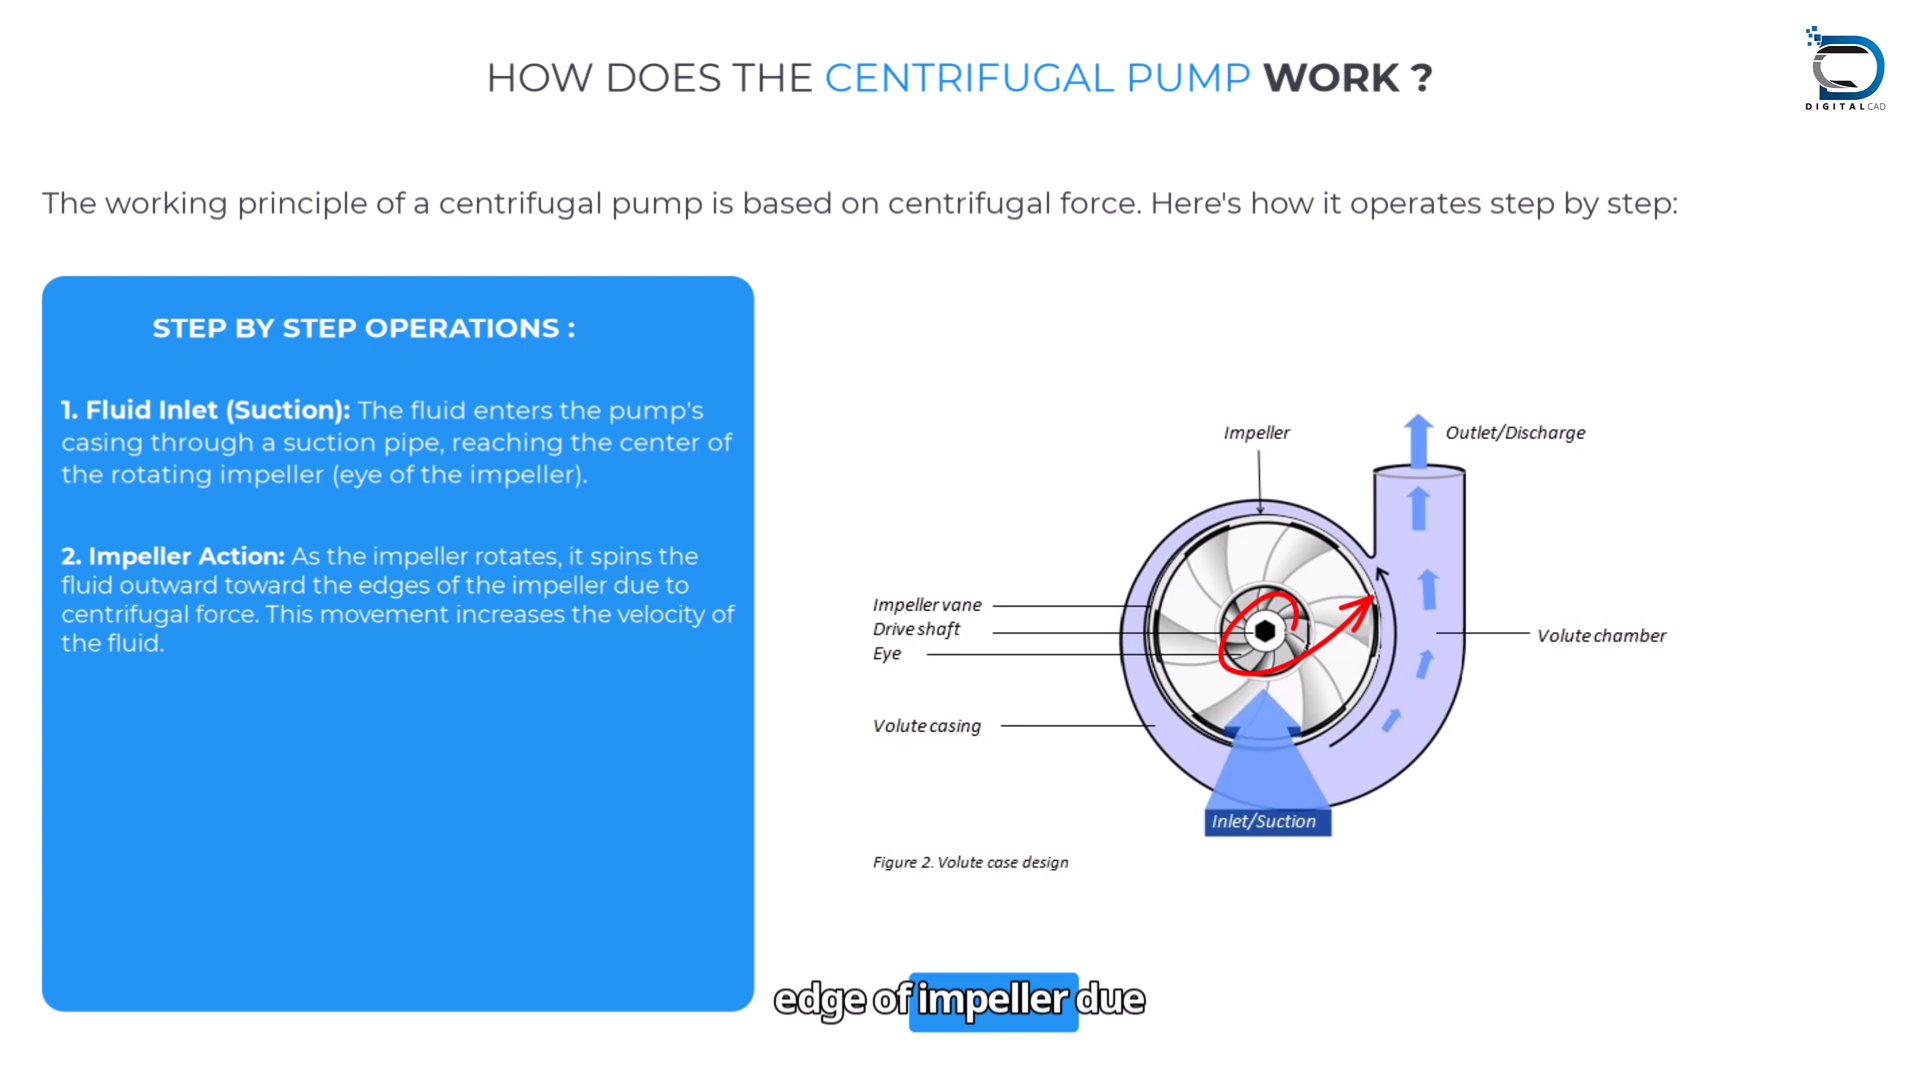 HOW DOES THE CENTRIFUGAL PUMP WORK ?
DIGITALCAD
The working principle of a centrifugal pump is based on centrifugal force. Here's how it operates step by step:
STEP BY STEP OPERATIONS :
1. Fluid Inlet (Suction): The fluid enters the pump's
casing through a suction pipe, reaching the center of
the rotating impeller (eye of the impeller).
2. Impeller Action: As the impeller rotates, it spins the
fluid outward toward the edges of the impeller due to
centrifugal force. This movement increases the velocity of
the fluid.
Impeller
Outlet/Discharge
Impeller vane
Drive shaft
Eye
Volute chamber
Volute casing
Inlet/Suction
Figure 2. Volute case design
edge of impeller due